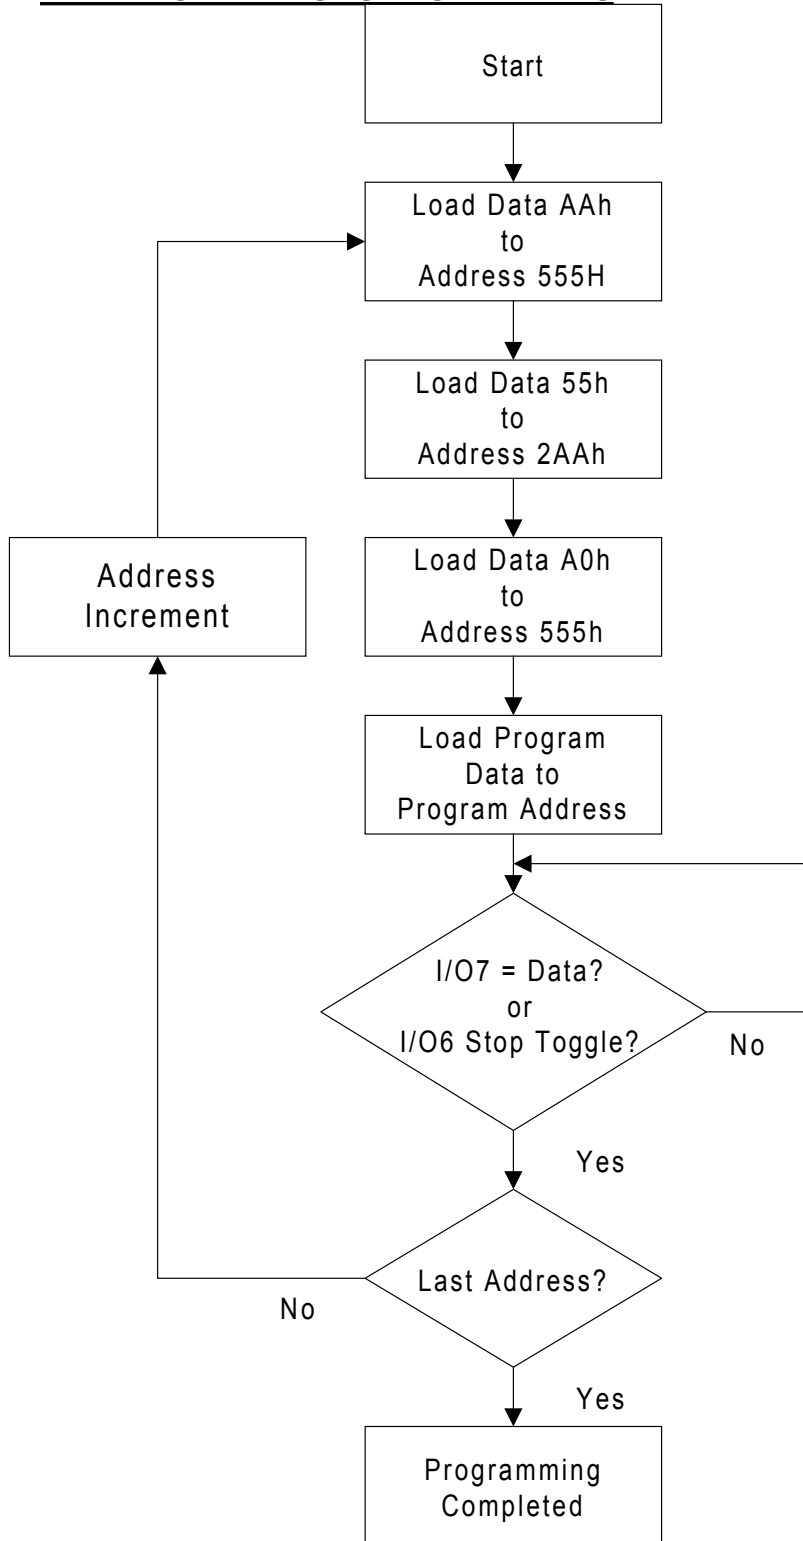 Start
Load Data AAh
to
Address 555H
Load Data 55h
to
Address 2AAh
Address
Increment
Load Data A0h
to
Address 555h
Load Program
Data to
Program Address
I/O7 = Data?
or
I/O6 Stop Toggle?
No
Yes
Last Address?
No
Yes
Programming
Completed